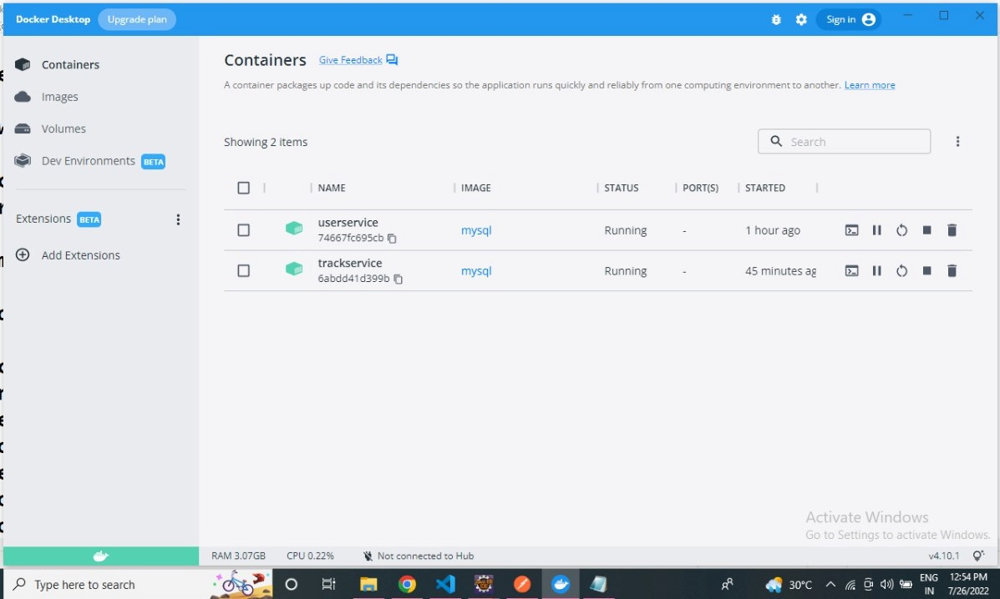 Docker Desktop Upgrade plan Sign in
Containers
Images
Volumes
Dev Environments BETA
Extensions BETA
Add Extensions
Containers Give Feedback
A container packages up code and its dependencies so the application runs quickly and reliably from one computing environment to another. Learn more
Showing 2 items Search
NAME IMAGE STATUS PORT(S) STARTED
userservice mysql Running - 1 hour ago
74667fc695cb
trackservice mysql Running - 45 minutes ag
6abdd41d399b
Activate Windows
Go to Settings to activate Windows.
RAM 3.07GB CPU 0.22% Not connected to Hub v4.10.1
Type here to search 30°C ENG IN 12:54 PM 7/26/2022